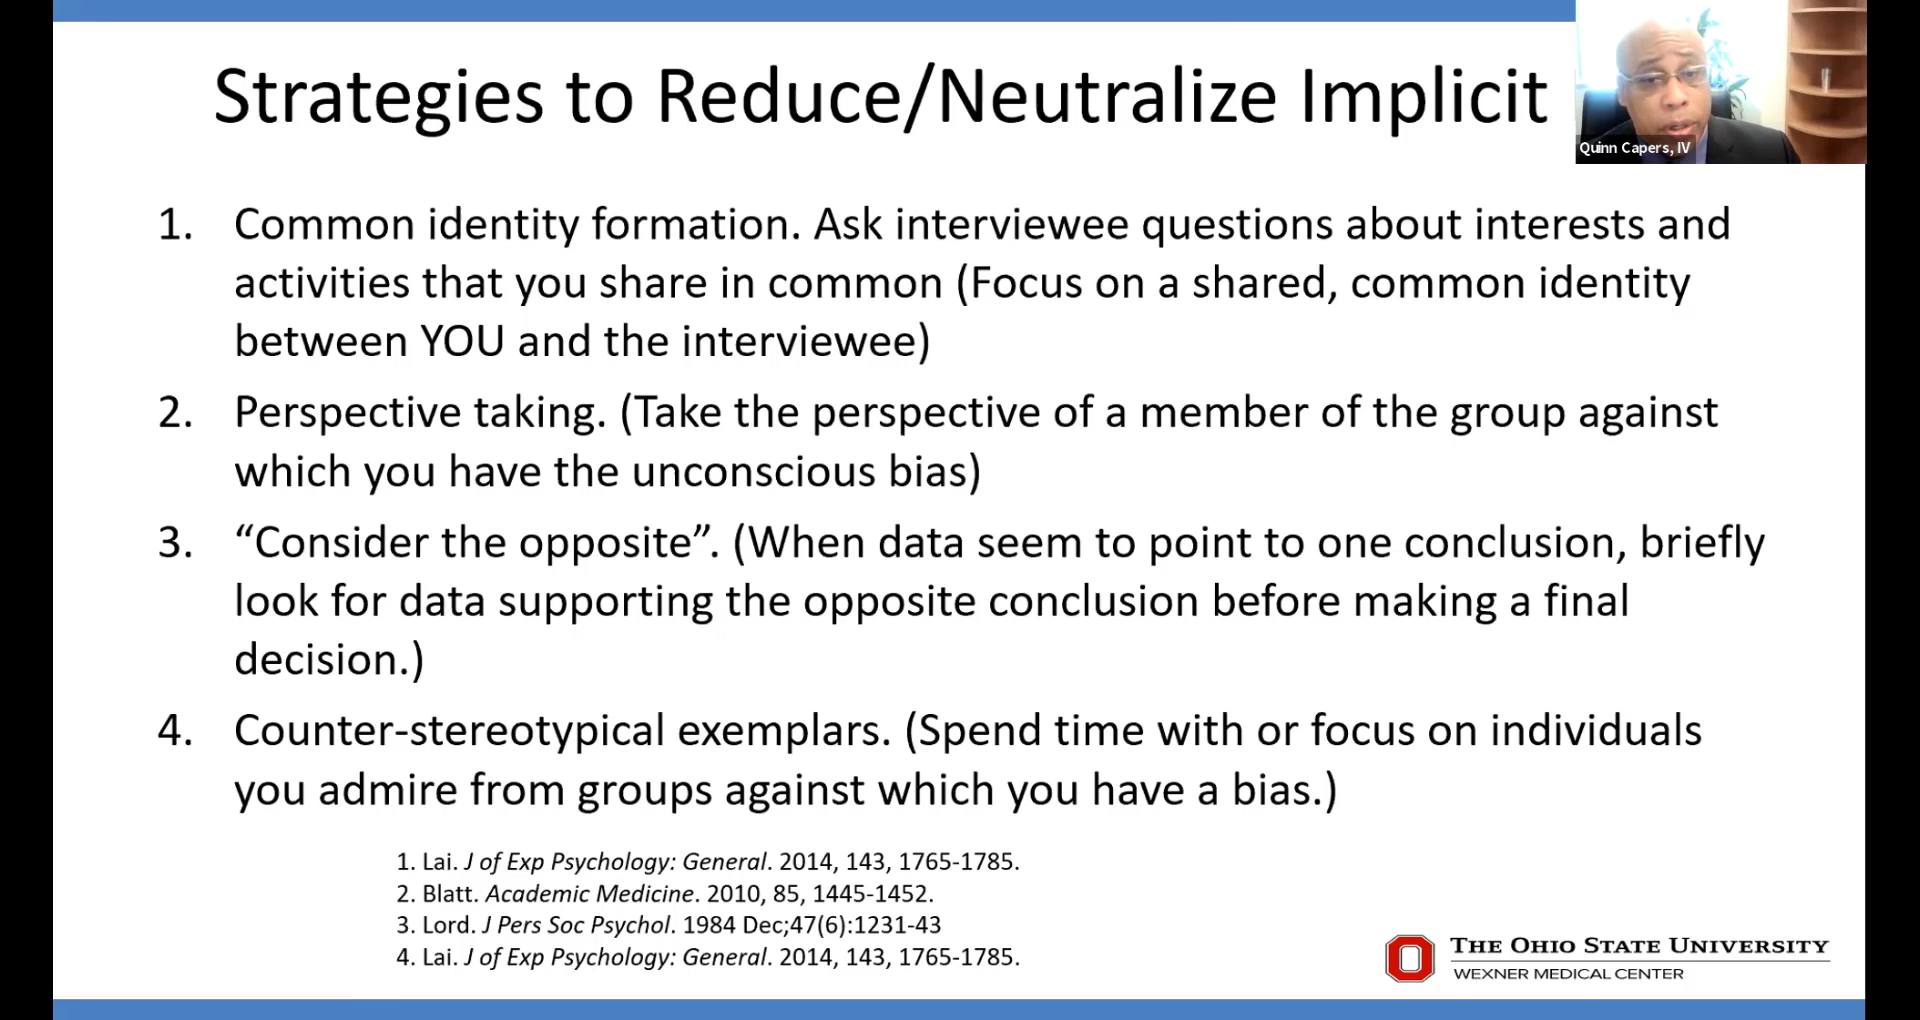 Strategies to Reduce/Neutralize Implicit
Quinn Capers, IV
1. Common identity formation. Ask interviewee questions about interests and
activities that you share in common (Focus on a shared, common identity
between YOU and the interviewee)
2. Perspective taking. (Take the perspective of a member of the group against
which you have the unconscious bias)
3. “Consider the opposite”. (When data seem to point to one conclusion, briefly
look for data supporting the opposite conclusion before making a final
decision.)
4. Counter-stereotypical exemplars. (Spend time with or focus on individuals
you admire from groups against which you have a bias.)
1. Lai. J of Exp Psychology: General. 2014, 143, 1765-1785.
2. Blatt. Academic Medicine. 2010, 85, 1445-1452.
3. Lord. J Pers Soc Psychol. 1984 Dec;47(6):1231-43
4. Lai. J of Exp Psychology: General. 2014, 143, 1765-1785.
THE OHIO STATE UNIVERSITY
WEXNER MEDICAL CENTER